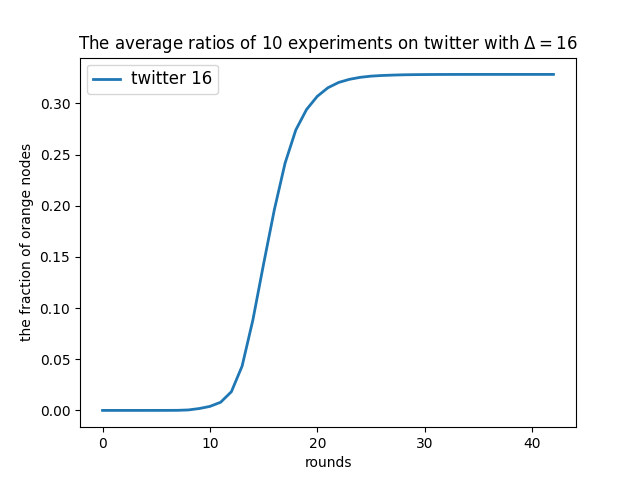 The average ratios of 10 experiments on twitter with Δ = 16
twitter 16
the fraction of orange nodes
0.30
0.25
0.20
0.15
0.10
0.05
0.00
0 10 20 30 40
rounds